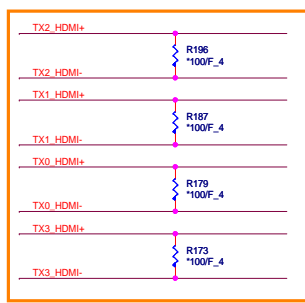 TX2_HDMI+
R196
*100/F_4
TX2_HDMI-
TX1_HDMI+
R187
*100/F_4
TX1_HDMI-
TX0_HDMI+
R179
*100/F_4
TX0_HDMI-
TX3_HDMI+
R173
*100/F_4
TX3_HDMI-